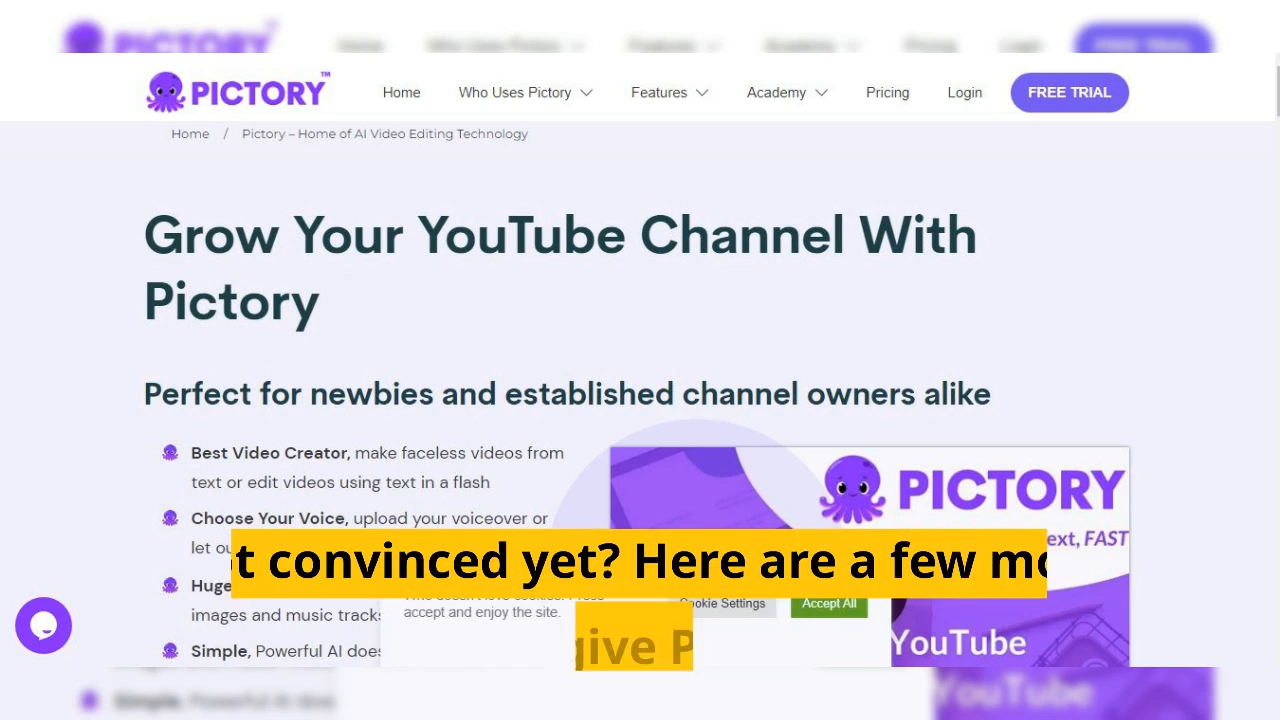 PICTORY™ Home Who Uses Pictory Features Academy Pricing Login FREE TRIAL
Home / Pictory – Home of AI Video Editing Technology
Grow Your YouTube Channel With
Pictory
Perfect for newbies and established channel owners alike
Best Video Creator, make faceless videos from
text or edit videos using text in a flash
Choose Your Voice, upload your voiceover or
let
Huge
images and music tracks
Simple, Powerful AI does
PICTORY
ext, FAST
YouTube
t convinced yet? Here are a few mo
give P
accept and enjoy the site.
Cookie Settings
Accept All